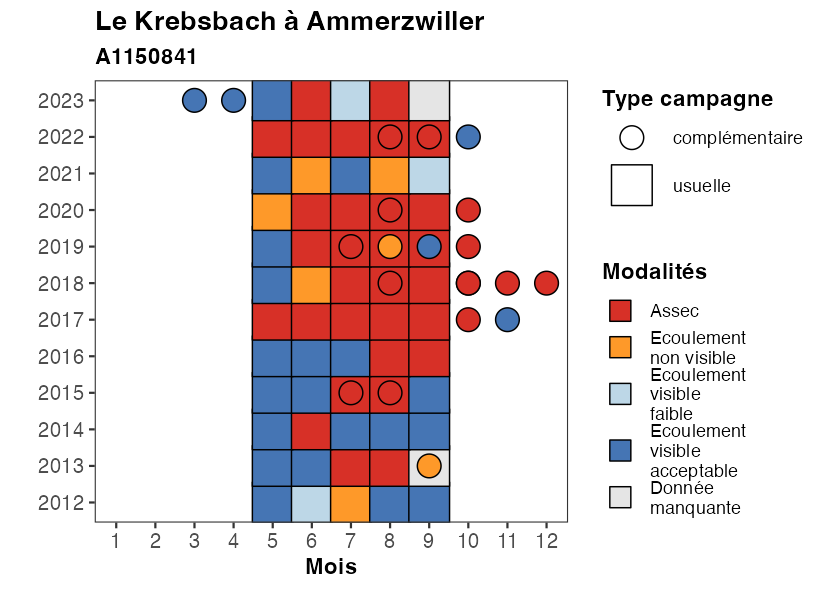 Le Krebsbach à Ammerzwiller
A1150841
2023
2022
2021
2020
2019
2018
2017
2016
2015
2014
2013
2012
1 2 3 4 5 6 7 8 9 10 11 12
Mois
Type campagne
complémentaire
usuelle
Modalités
Assec
Ecoulement
non visible
Ecoulement
visible
faible
Ecoulement
visible
acceptable
Donnée
manquante